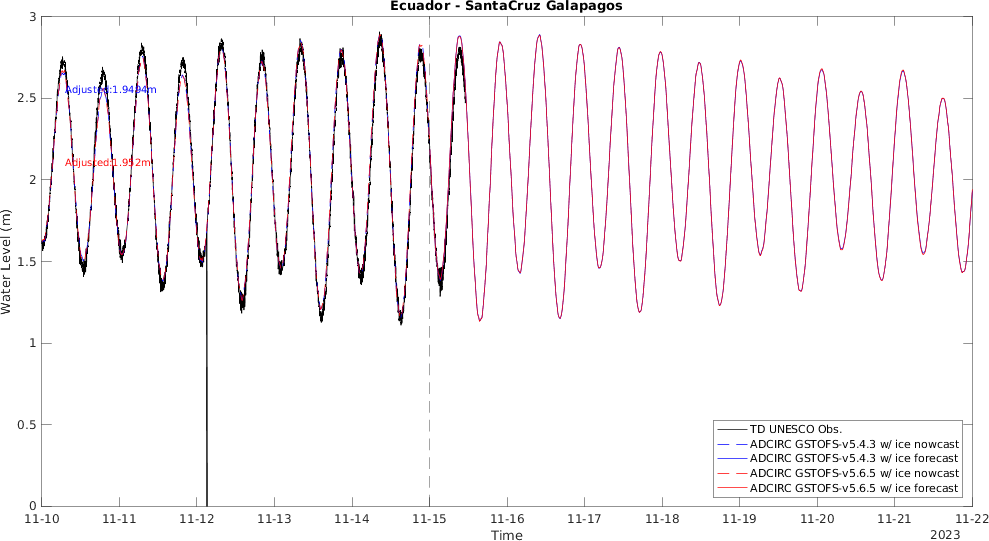 Ecuador - SantaCruz Galapagos
3
2.5
2
1.5
1
0.5
0
Water Level (m)
Adjusted:1.9494m
Adjusted:1.952m
TD UNESCO Obs.
ADCIRC GSTOFS-v5.4.3 w/ ice nowcast
ADCIRC GSTOFS-v5.4.3 w/ ice forecast
ADCIRC GSTOFS-v5.6.5 w/ ice nowcast
ADCIRC GSTOFS-v5.6.5 w/ ice forecast
11-10 11-11 11-12 11-13 11-14 11-15 11-16 11-17 11-18 11-19 11-20 11-21 11-22
Time
2023